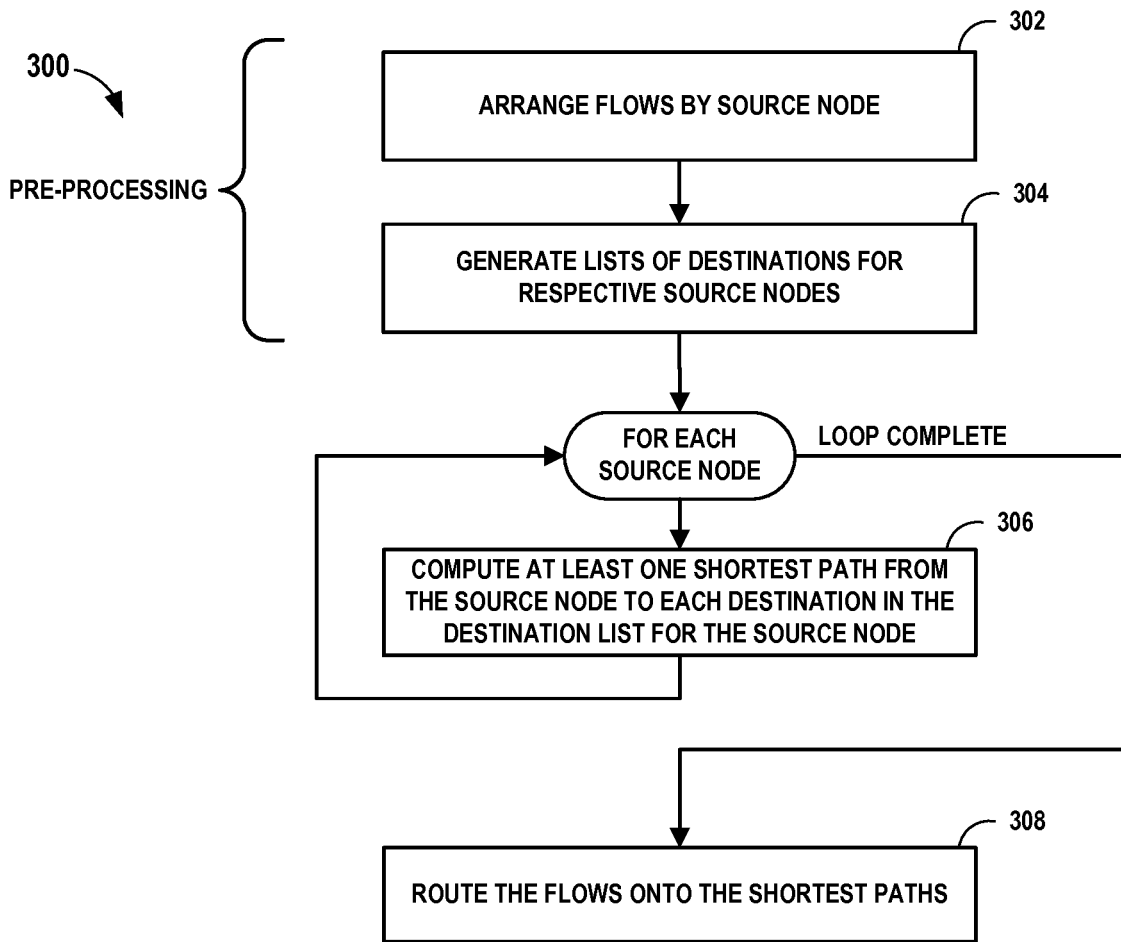 302
300
ARRANGE FLOWS BY SOURCE NODE
PRE-PROCESSING
304
GENERATE LISTS OF DESTINATIONS FOR
RESPECTIVE SOURCE NODES
FOR EACH
SOURCE NODE
LOOP COMPLETE
306
COMPUTE AT LEAST ONE SHORTEST PATH FROM
THE SOURCE NODE TO EACH DESTINATION IN THE
DESTINATION LIST FOR THE SOURCE NODE
308
ROUTE THE FLOWS ONTO THE SHORTEST PATHS